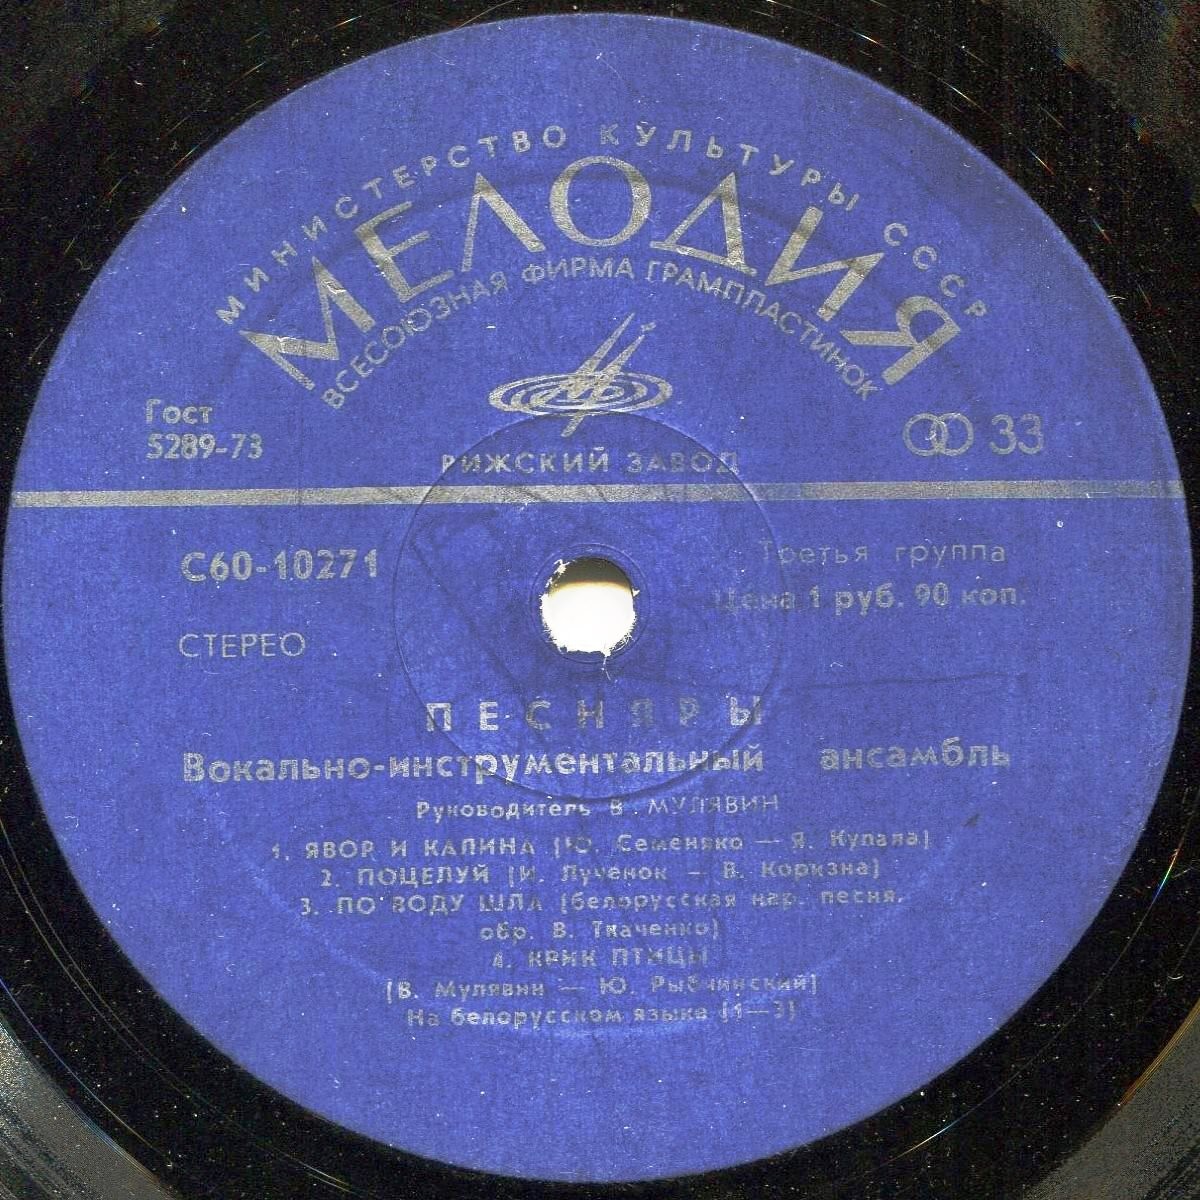 МИНИСТЕРСТВО КУЛЬТУРЫ СССР
МЕЛОДИЯ
ВСЕСОЮЗНАЯ ФИРМА ГРАМПЛАСТИНОК
Гост
5289-73
33
РИЖСКИЙ ЗАВОД
С60-10271
Третья группа
Цена 1 руб. 90 коп.
СТЕРЕО
ПЕСНЯРЫ
Вокально-инструментальный ансамбль
Руководитель В. МУЛЯВИН
1. ЯВОР И КАЛИНА (Ю. Семеняко — Я. Купала)
2. ПОЦЕЛУЙ (И. Лученок — В. Коризна)
3. ПО ВОДУ ШЛА (белорусская нар. песня,
обр. В. Ткаченко)
4. КРИК ПТИЦЫ
(В. Мулявин — Ю. Рыбчинский)
На белорусском языке (1—3)